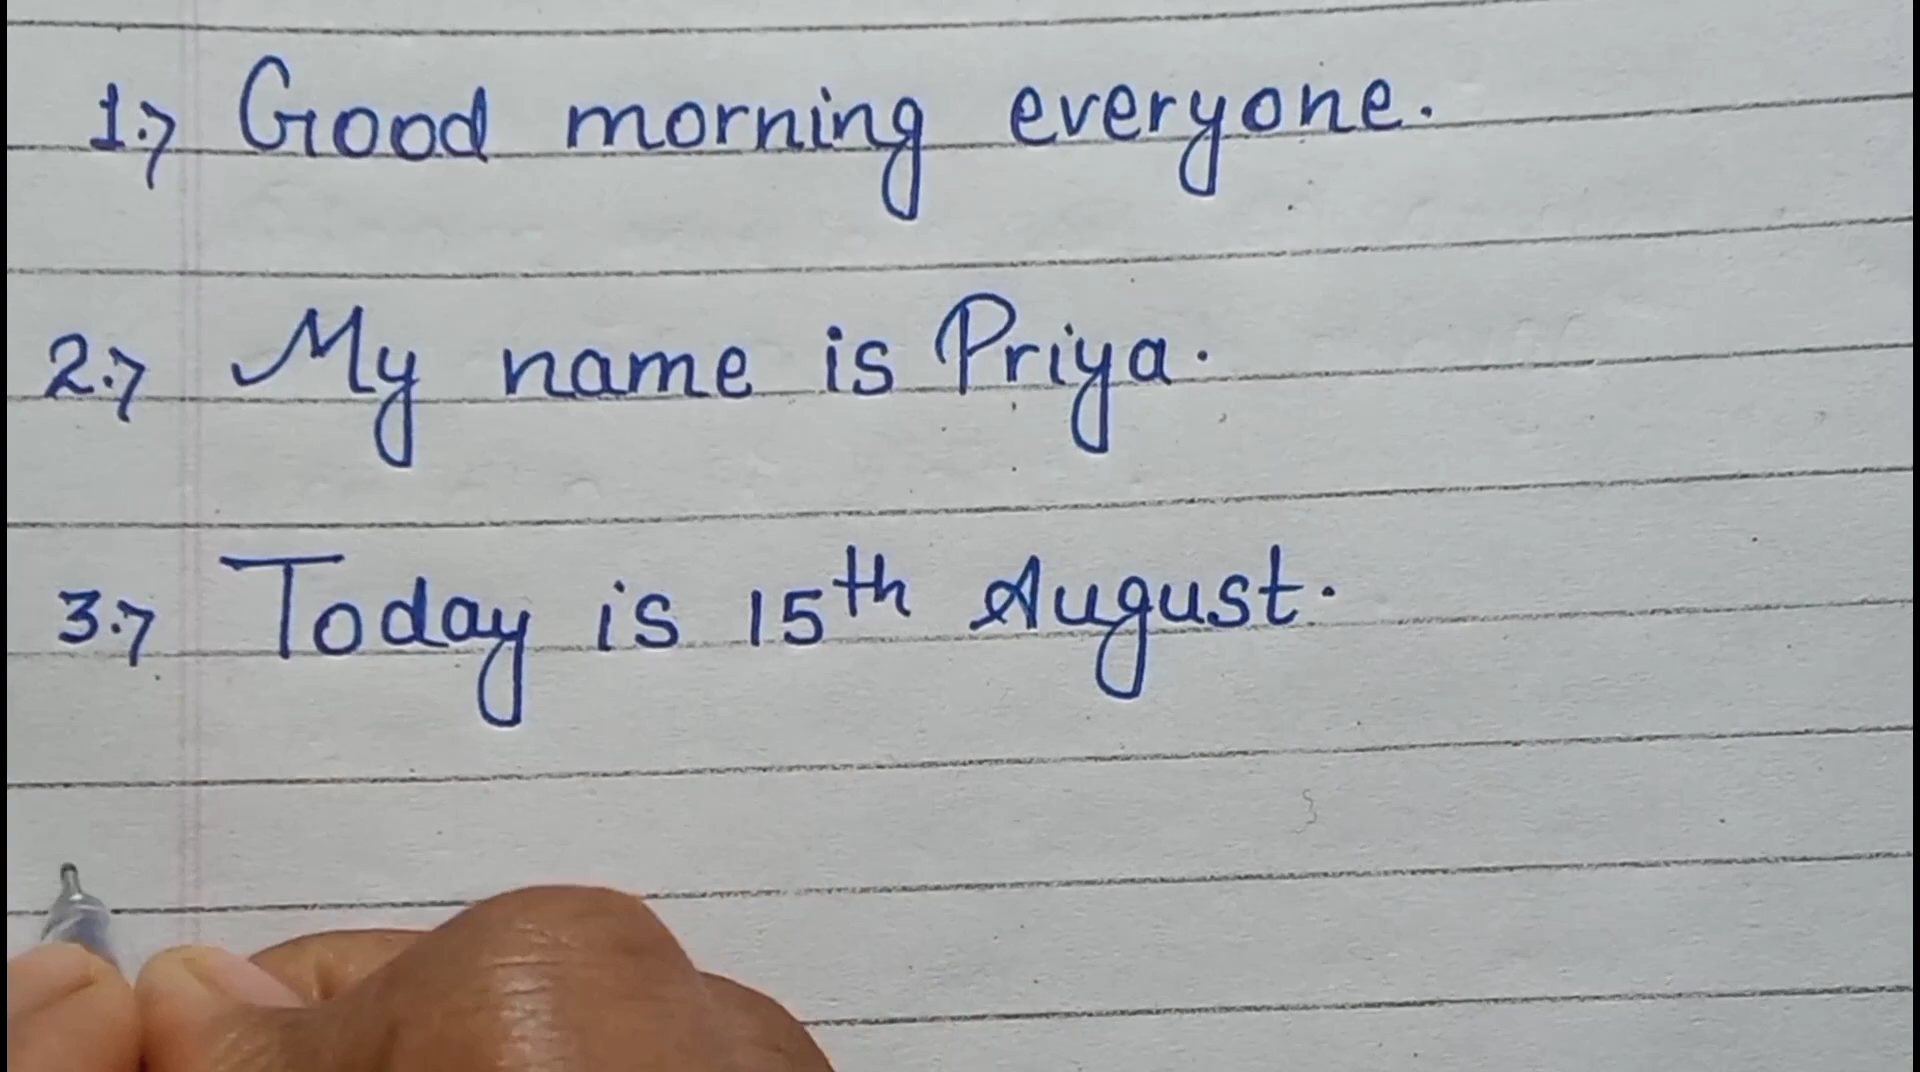 1.) Good morning everyone.
2.) My name is Priya.
3.) Today is 15th August.